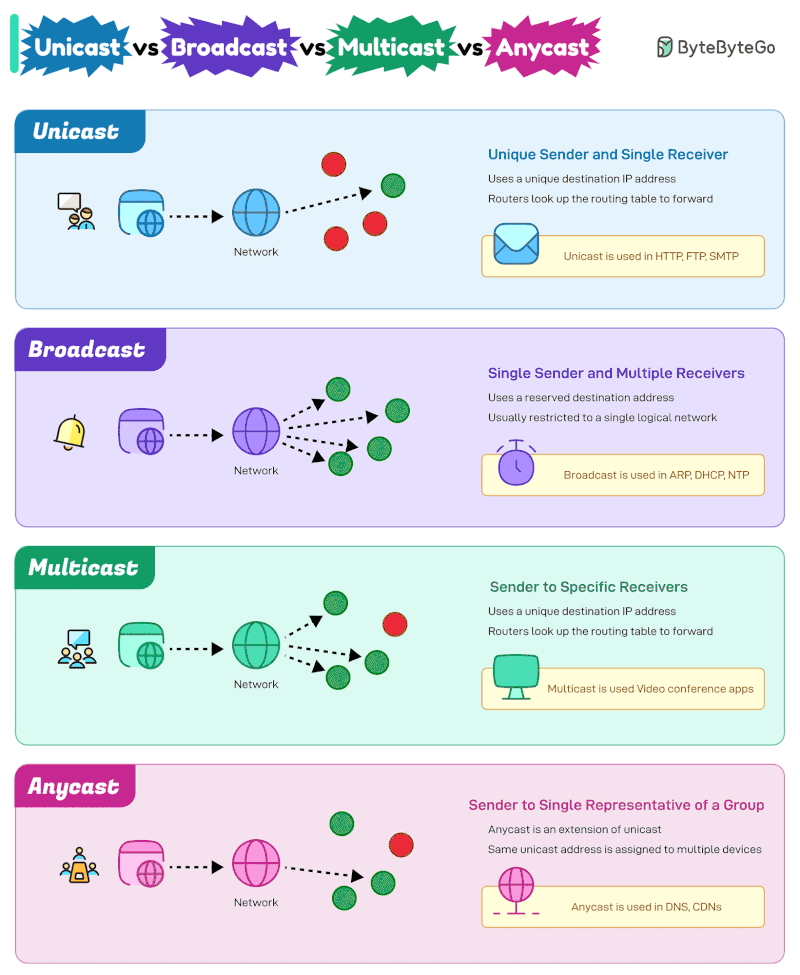 Unicast vs Broadcast vs Multicast vs Anycast
ByteByteGo
Unicast
Network
Unique Sender and Single Receiver
Uses a unique destination IP address
Routers look up the routing table to forward
Unicast is used in HTTP, FTP, SMTP
Broadcast
Network
Single Sender and Multiple Receivers
Uses a reserved destination address
Usually restricted to a single logical network
Broadcast is used in ARP, DHCP, NTP
Multicast
Network
Sender to Specific Receivers
Uses a unique destination IP address
Routers look up the routing table to forward
Multicast is used Video conference apps
Anycast
Network
Sender to Single Representative of a Group
Anycast is an extension of unicast
Same unicast address is assigned to multiple devices
Anycast is used in DNS, CDNs